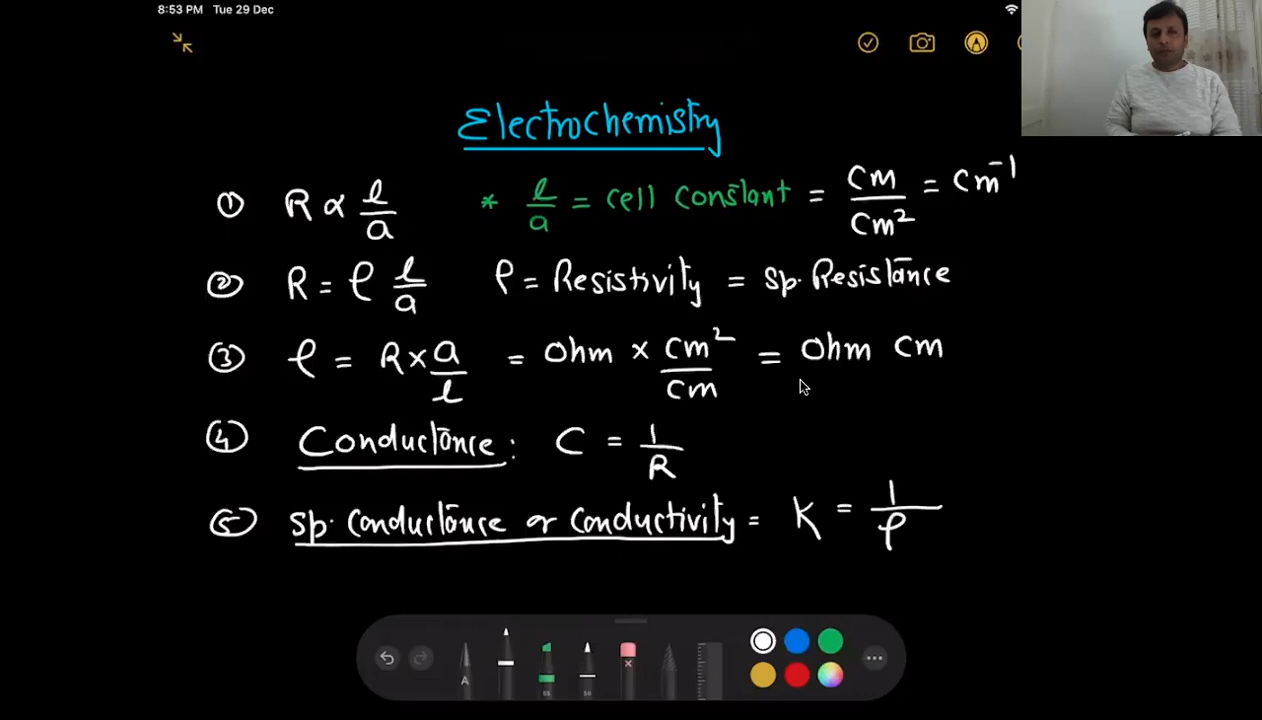 8:53 PM Tue 29 Dec
Electrochemistry
① R ∝ l/a * l/a = cell constant = cm/cm² = cm⁻¹
② R = ρ l/a ρ = Resistivity = sp. Resistance
③ ρ = R × a/l = Ohm × cm²/cm = Ohm cm
④ Conductance: C = 1/R
⑤ sp. conductance or conductivity = K = 1/ρ
A